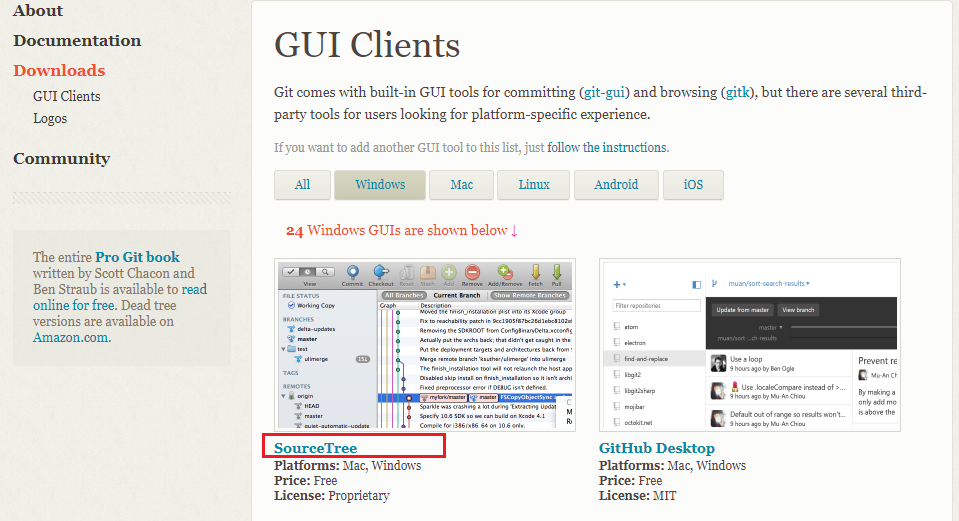 About
Documentation
Downloads
GUI Clients
Logos
Community
The entire Pro Git book
written by Scott Chacon and
Ben Straub is available to read
online for free. Dead tree
versions are available on
Amazon.com.
GUI Clients
Git comes with built-in GUI tools for committing (git-gui) and browsing (gitk), but there are several third-
party tools for users looking for platform-specific experience.
If you want to add another GUI tool to this list, just follow the instructions.
All Windows Mac Linux Android iOS
24 Windows GUIs are shown below ↓
View Commit Checkout Reset Stash Add Add/Remove Fetch Pull
All Branches Current Branch Show Remote Branches
Graph Description
FILE STATUS
Working Copy
BRANCHES
delta-updates
master
test
ulimerge 151
TAGS
REMOTES
origin
HEAD
master
quiet-automatic-update
Moved the finish_installation plist into its Xcode group
Fix to reachability patch in
Removing the SDKROOT from ConfigBinaryDelta.xcconfi
Actually put the archs back; that didn't get caught in the
Put the deployment targets and architectures back from
Merge remote branch 'ksuther/ulimerge' into ulimerge
The finish_installation tool will not relaunch the host app
Disabled skip install on finish_installation so it isn't archi
Fixed preprocessor error if DEBUG isn't defined.
myfork/master master FSCopyObjectSync
Sparkle was crashing a lot during 'Extracting Updat
Specify 10.6 SDK so we can build on Xcode 4.1
Compile for i386/x86_64 on 10.6 only.
SourceTree
Platforms: Mac, Windows
Price: Free
License: Proprietary
muan/sort-search-results
Filter repositories
atom
electron
find-and-replace
libgit2
libgit2sharp
mojibar
octokit.net
Update from master View branch
master
muan/sor ...ch-results
Use a loop
9 hours ago by Ben Ogle
Use .localeCompare instead of >...
9 hours ago by Mu-An Chiou
Default out of range so results won't...
9 hours ago by Mu-An Chiou
Prevent re
Mu-An Ch
By making a
only add mo
is above the
GitHub Desktop
Platforms: Mac, Windows
Price: Free
License: MIT